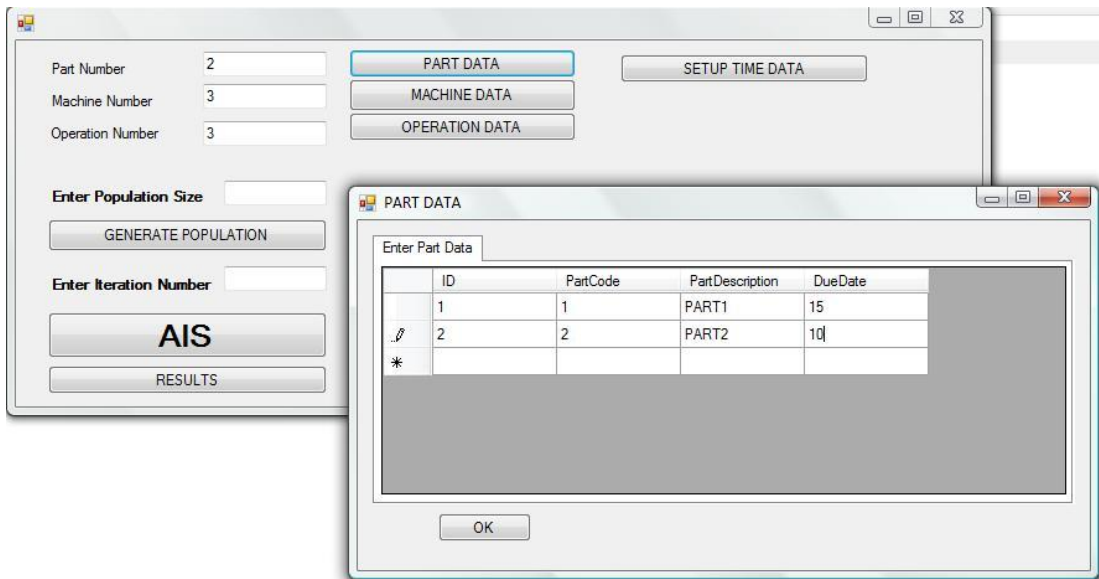 Part Number 2 PART DATA SETUP TIME DATA
Machine Number 3 MACHINE DATA
Operation Number 3 OPERATION DATA
Enter Population Size
GENERATE POPULATION
Enter Iteration Number
AIS
RESULTS
PART DATA
Enter Part Data
ID PartCode PartDescription DueDate
1 1 PART1 15
2 2 PART2 10
OK